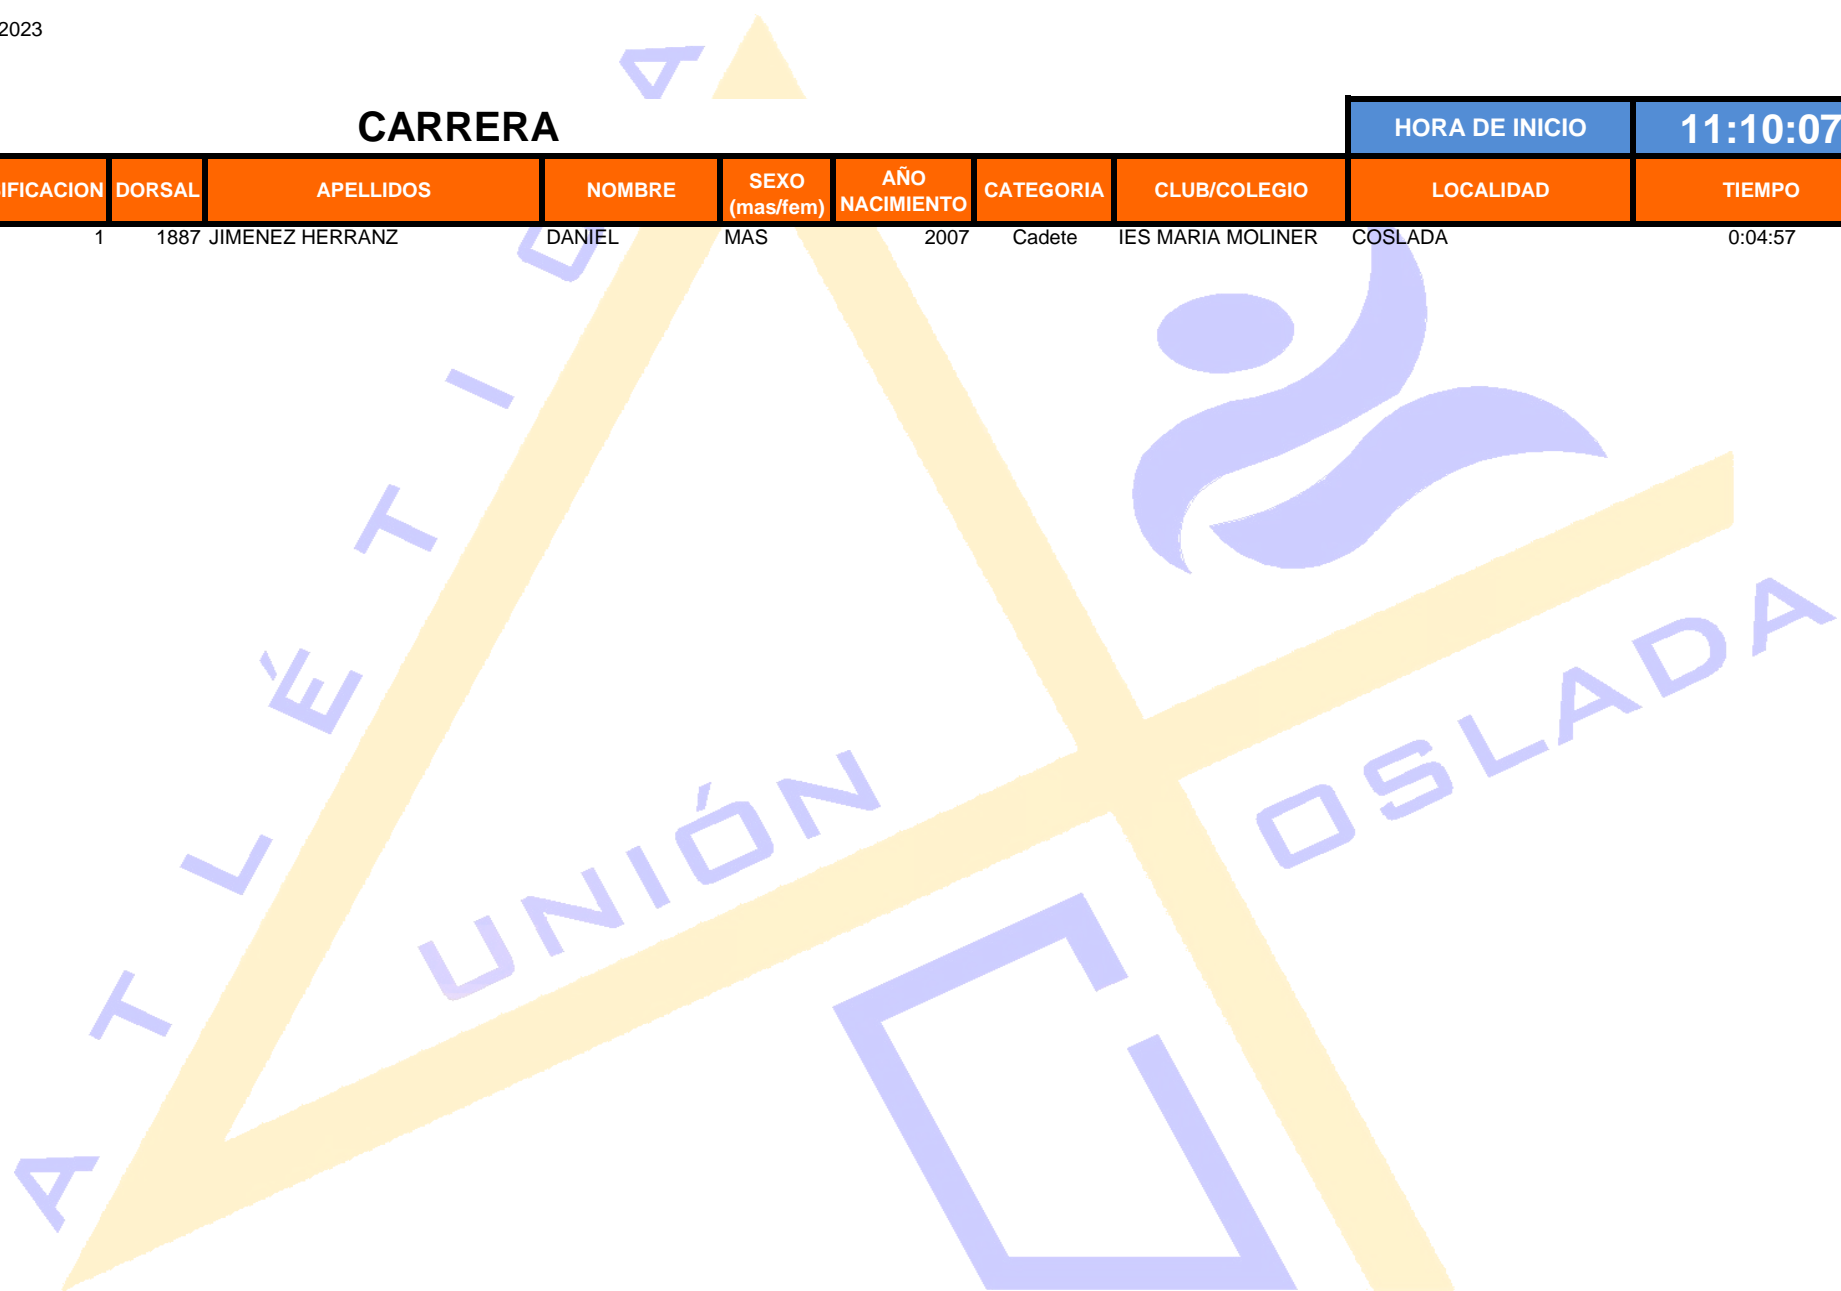 2023
CARRERA HORA DE INICIO 11:10:07
IFICACION DORSAL APELLIDOS NOMBRE SEXO (mas/fem) AÑO NACIMIENTO CATEGORIA CLUB/COLEGIO LOCALIDAD TIEMPO
1 1887 JIMENEZ HERRANZ DANIEL MAS 2007 Cadete IES MARIA MOLINER COSLADA 0:04:57
ATLÉTICA
UNIÓN
COSLADA